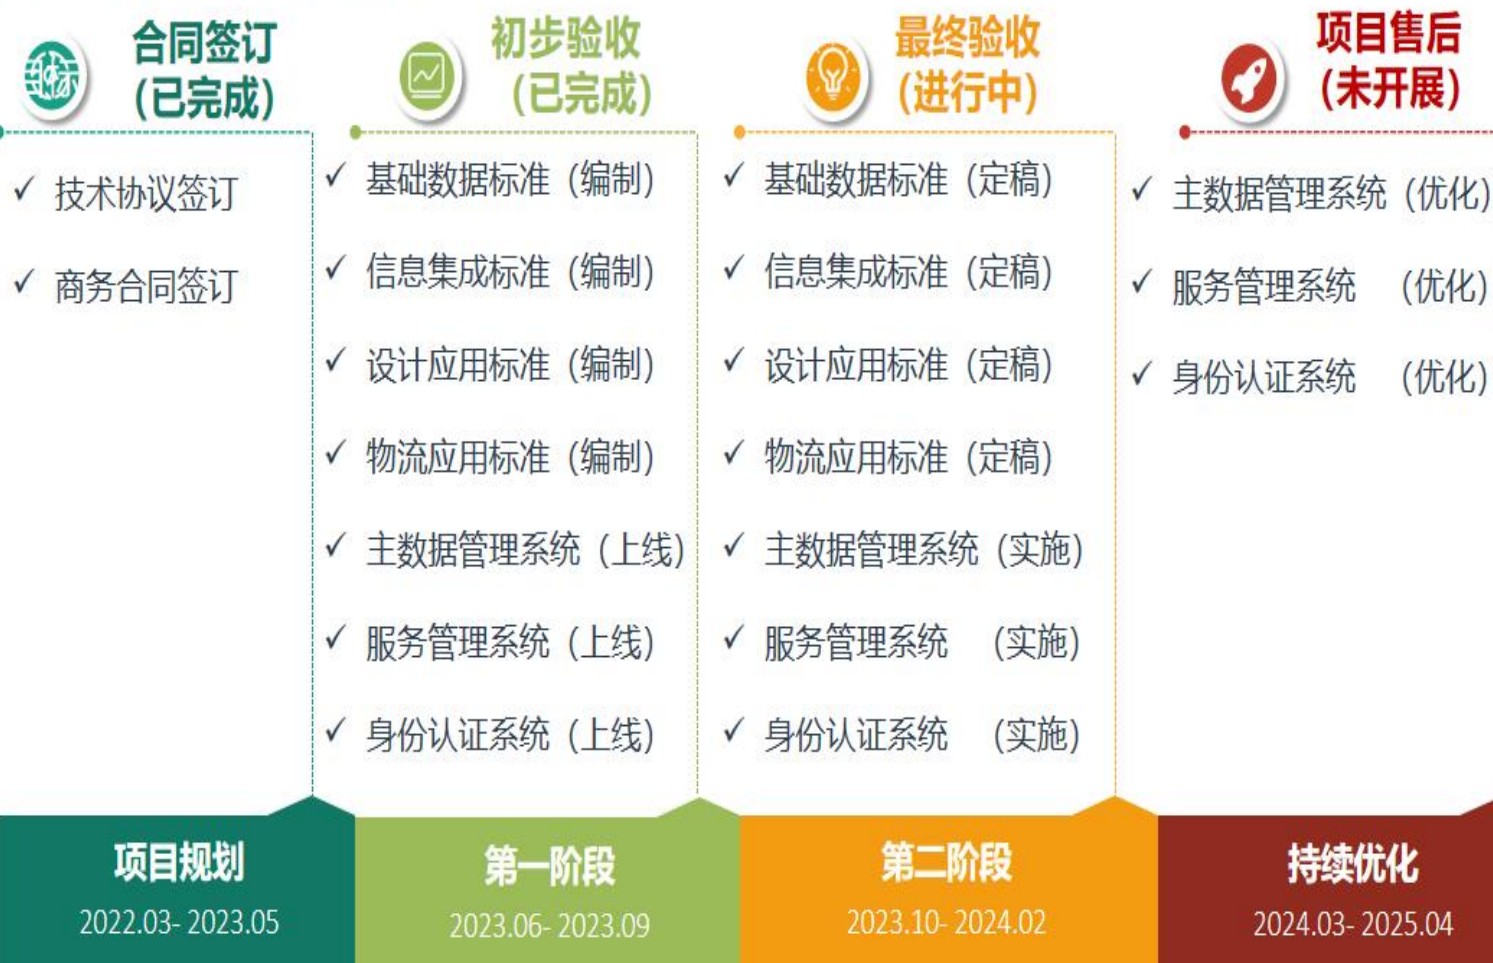 合同签订
（已完成）
技术协议签订
商务合同签订
项目规划
2022.03- 2023.05
初步验收
（已完成）
基础数据标准（编制）
信息集成标准（编制）
设计应用标准（编制）
物流应用标准（编制）
主数据管理系统（上线）
服务管理系统（上线）
身份认证系统（上线）
第一阶段
2023.06- 2023.09
最终验收
（进行中）
基础数据标准（定稿）
信息集成标准（定稿）
设计应用标准（定稿）
物流应用标准（定稿）
主数据管理系统（实施）
服务管理系统 （实施）
身份认证系统 （实施）
第二阶段
2023.10- 2024.02
项目售后
（未开展）
主数据管理系统（优化）
服务管理系统 （优化）
身份认证系统 （优化）
持续优化
2024.03- 2025.04